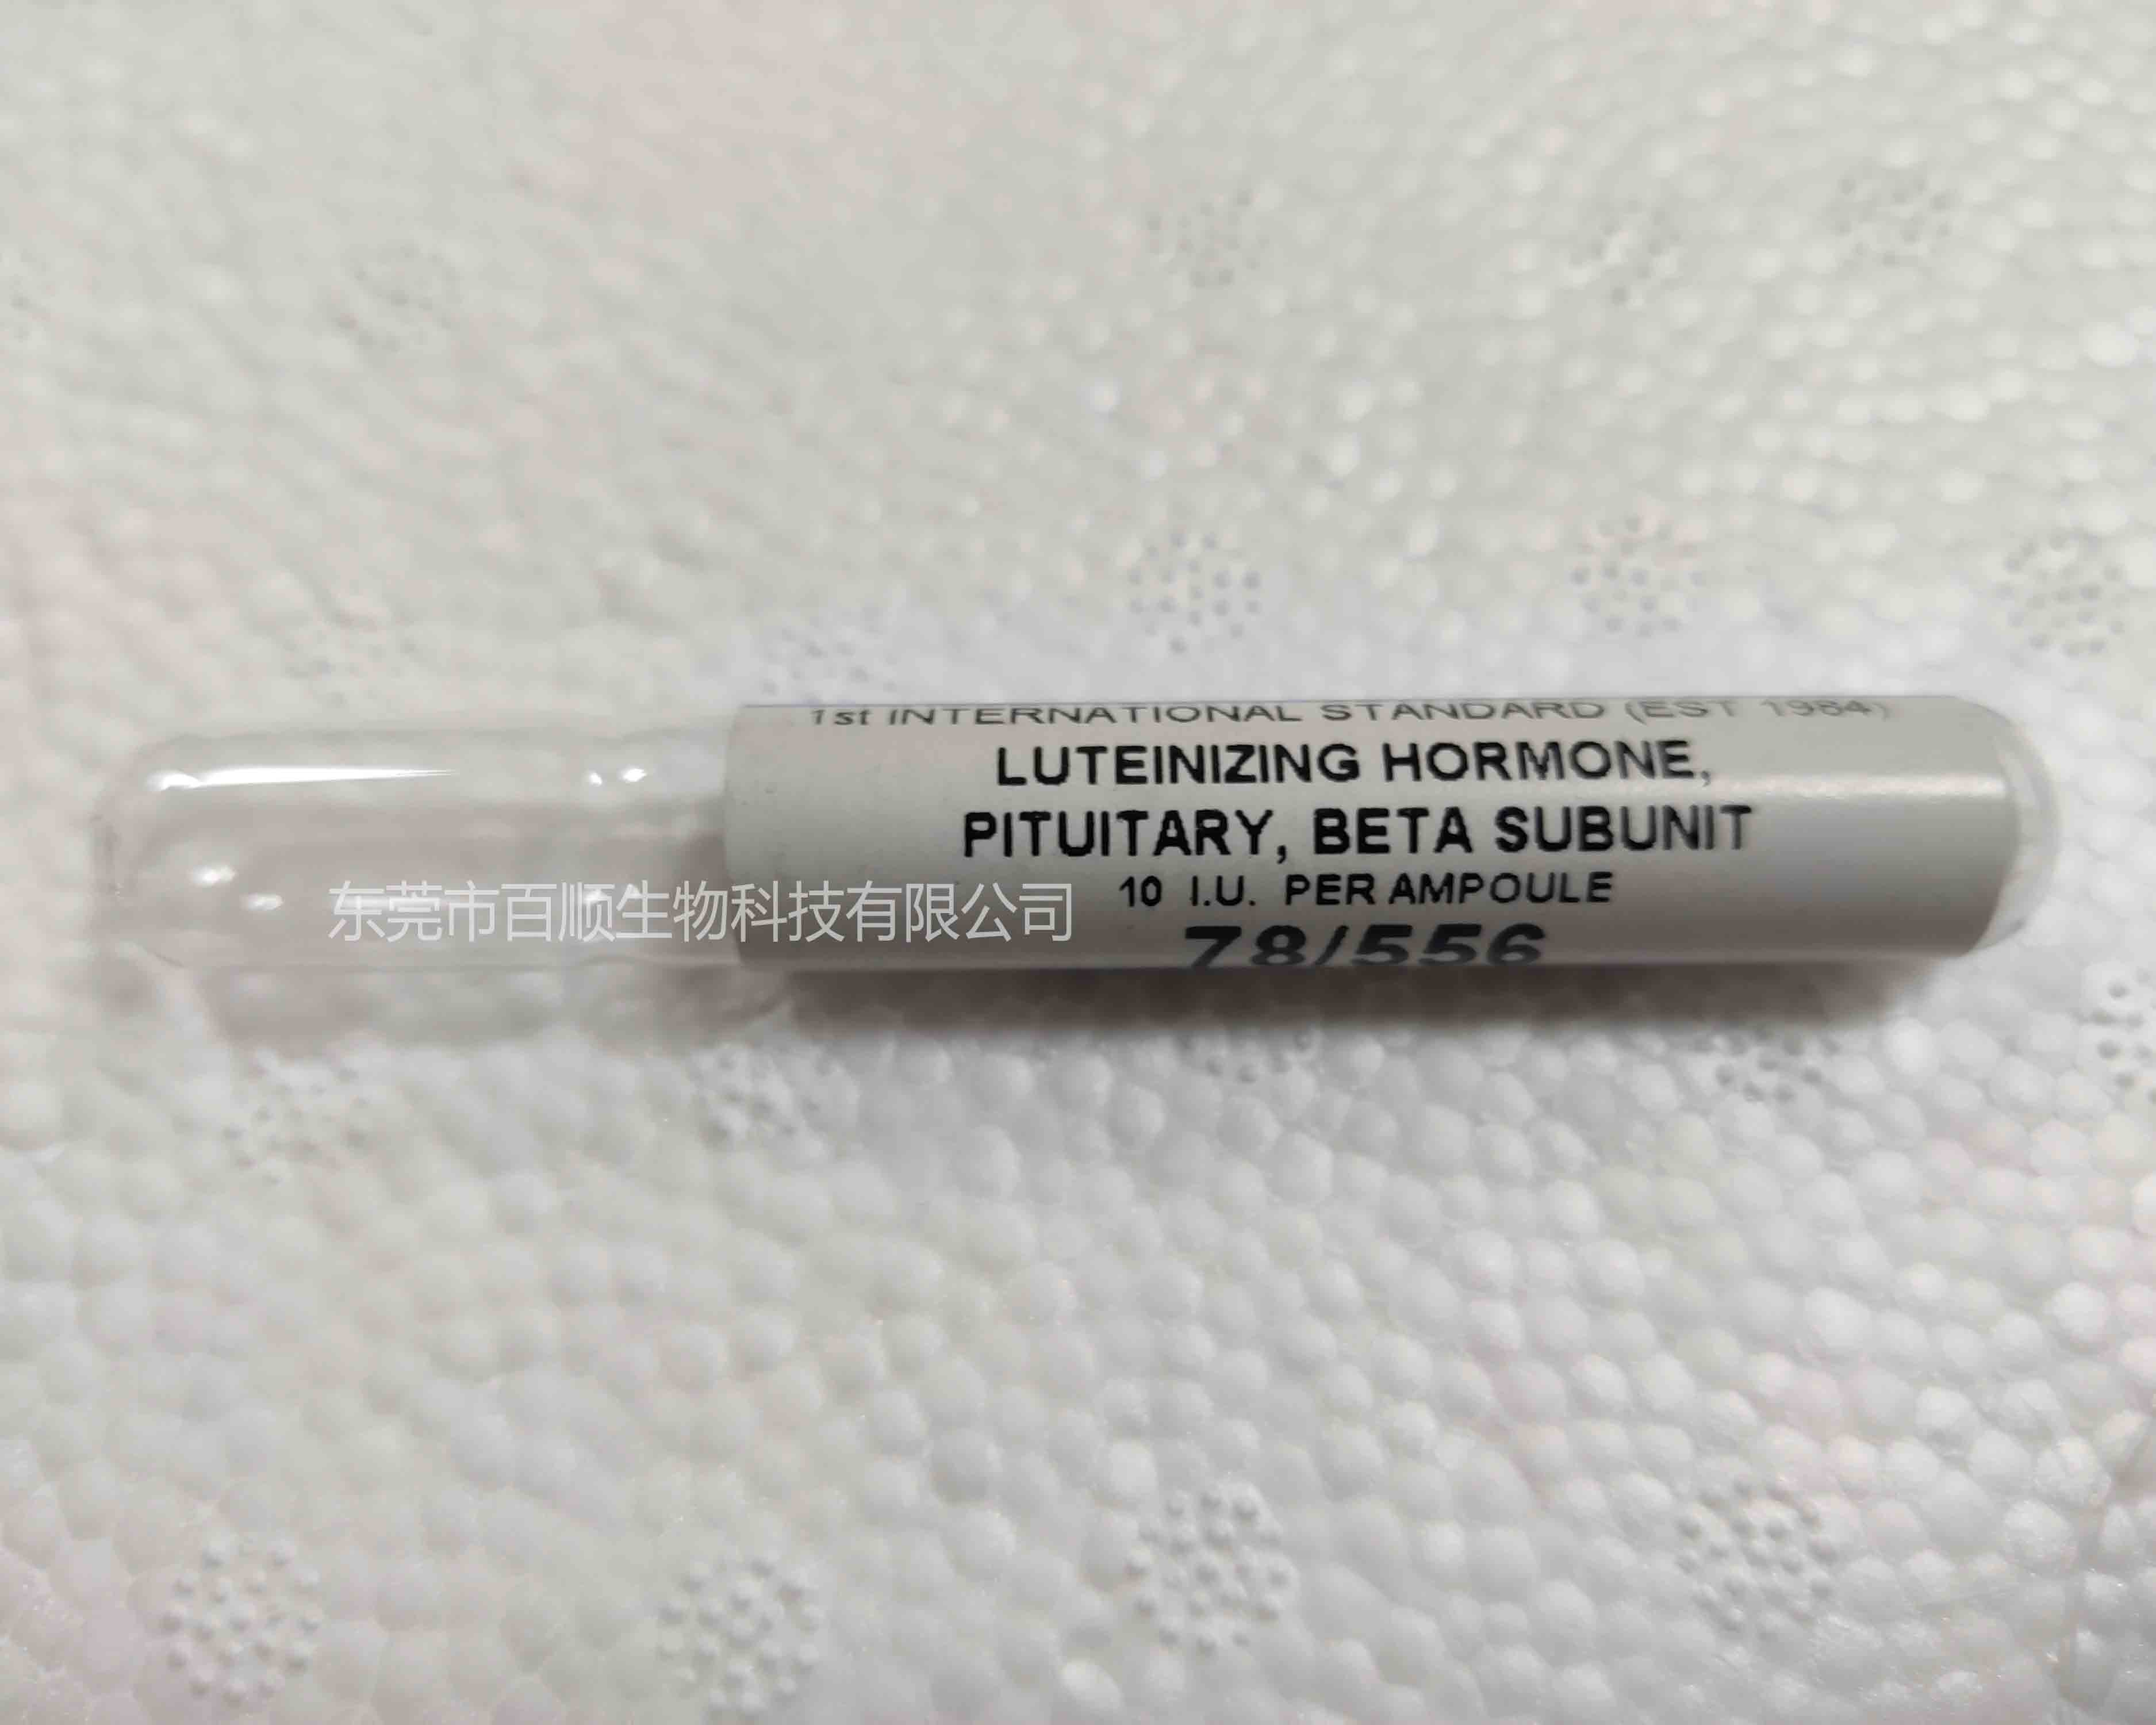 1st INTERNATIONAL STANDARD (EST 1984)
LUTEINIZING HORMONE,
PITUITARY, BETA SUBUNIT
10 I.U. PER AMPOULE
78/556
东莞市百顺生物科技有限公司